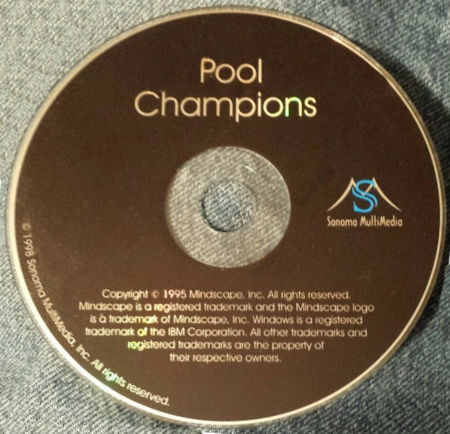 Pool
Champions
S
Sonoma MultiMedia
Copyright © 1995 Mindscape, Inc. All rights reserved.
Mindscape is a registered trademark and the Mindscape logo
is a trademark of Mindscape, Inc. Windows is a registered
trademark of the IBM Corporation. All other trademarks and
registered trademarks are the property of
their respective owners.
© 1998 Sonoma MultiMedia, Inc. All rights reserved.